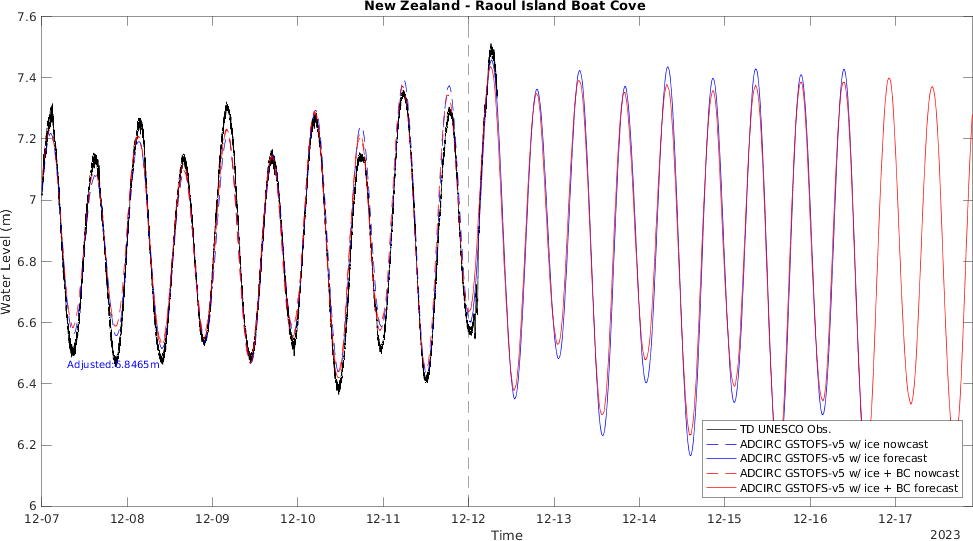 New Zealand - Raoul Island Boat Cove
7.6
7.4
7.2
7
6.8
6.6
6.4
6.2
6
Water Level (m)
Adjusted:6.8465m
TD UNESCO Obs.
ADCIRC GSTOFS-v5 w/ ice nowcast
ADCIRC GSTOFS-v5 w/ ice forecast
ADCIRC GSTOFS-v5 w/ ice + BC nowcast
ADCIRC GSTOFS-v5 w/ ice + BC forecast
12-07 12-08 12-09 12-10 12-11 12-12 12-13 12-14 12-15 12-16 12-17
Time
2023